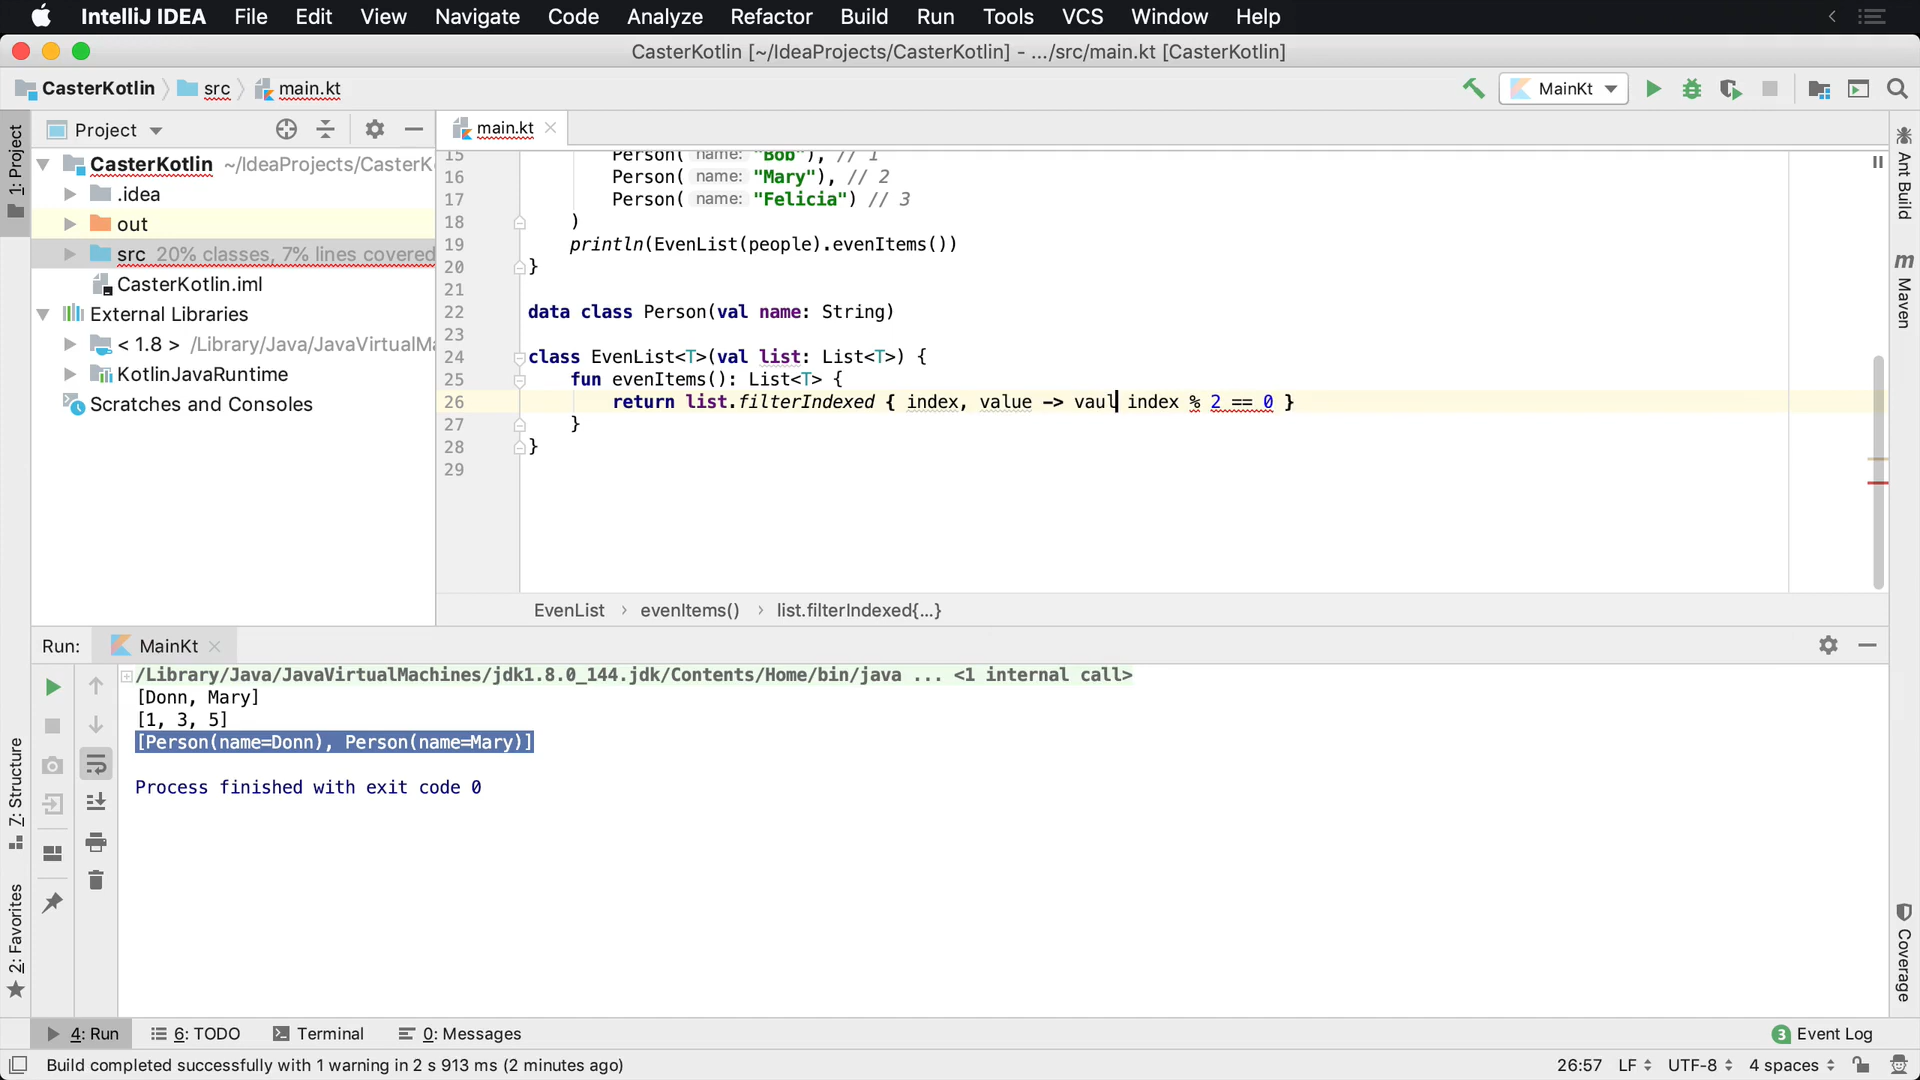 IntelliJ IDEA File Edit View Navigate Code Analyze Refactor Build Run Tools VCS Window Help
CasterKotlin [~/IdeaProjects/CasterKotlin] - .../src/main.kt [CasterKotlin]
CasterKotlin src main.kt MainKt
1: Project
Project
main.kt
CasterKotlin ~/IdeaProjects/CasterK
.idea
out
src 20% classes, 7% lines covered
CasterKotlin.iml
External Libraries
< 1.8 > /Library/Java/JavaVirtualMa
KotlinJavaRuntime
Scratches and Consoles
15 Person( name: "Bob"), // 1
16 Person( name: "Mary"), // 2
17 Person( name: "Felicia") // 3
18 )
19 println(EvenList(people).evenItems())
20 }
21
22 data class Person(val name: String)
23
24 class EvenList<T>(val list: List<T>) {
25 fun evenItems(): List<T> {
26 return list.filterIndexed { index, value -> vaul index % 2 == 0 }
27 }
28 }
29
EvenList › evenItems() › list.filterIndexed{...}
Ant Build
m Maven
Run: MainKt
/Library/Java/JavaVirtualMachines/jdk1.8.0_144.jdk/Contents/Home/bin/java ... <1 internal call>
[Donn, Mary]
[1, 3, 5]
[Person(name=Donn), Person(name=Mary)]
Process finished with exit code 0
Z: Structure
2: Favorites
Coverage
4: Run 6: TODO Terminal 0: Messages 3 Event Log
Build completed successfully with 1 warning in 2 s 913 ms (2 minutes ago) 26:57 LF UTF-8 4 spaces